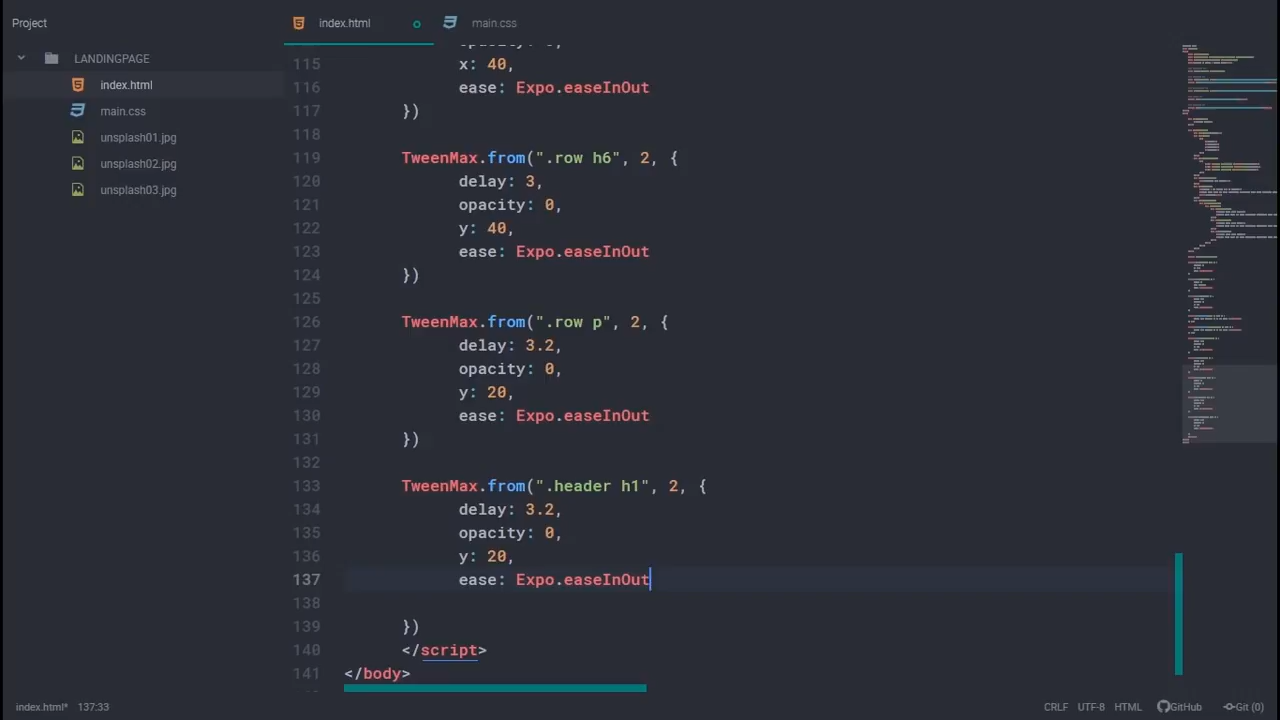 Project
index.html
main.css
LANDINGPAGE
index.html
main.css
unsplash01.jpg
unsplash02.jpg
unsplash03.jpg
115 x: 40,
116 ease: Expo.easeInOut
117 })
118
119 TweenMax.from(".row h6", 2, {
120 delay: 3,
121 opacity: 0,
122 y: 40,
123 ease: Expo.easeInOut
124 })
125
126 TweenMax.from(".row p", 2, {
127 delay: 3.2,
128 opacity: 0,
129 y: 20,
130 ease: Expo.easeInOut
131 })
132
133 TweenMax.from(".header h1", 2, {
134 delay: 3.2,
135 opacity: 0,
136 y: 20,
137 ease: Expo.easeInOut
138
139 })
140 </script>
141 </body>
index.html* 137:33
CRLF UTF-8 HTML GitHub Git (0)